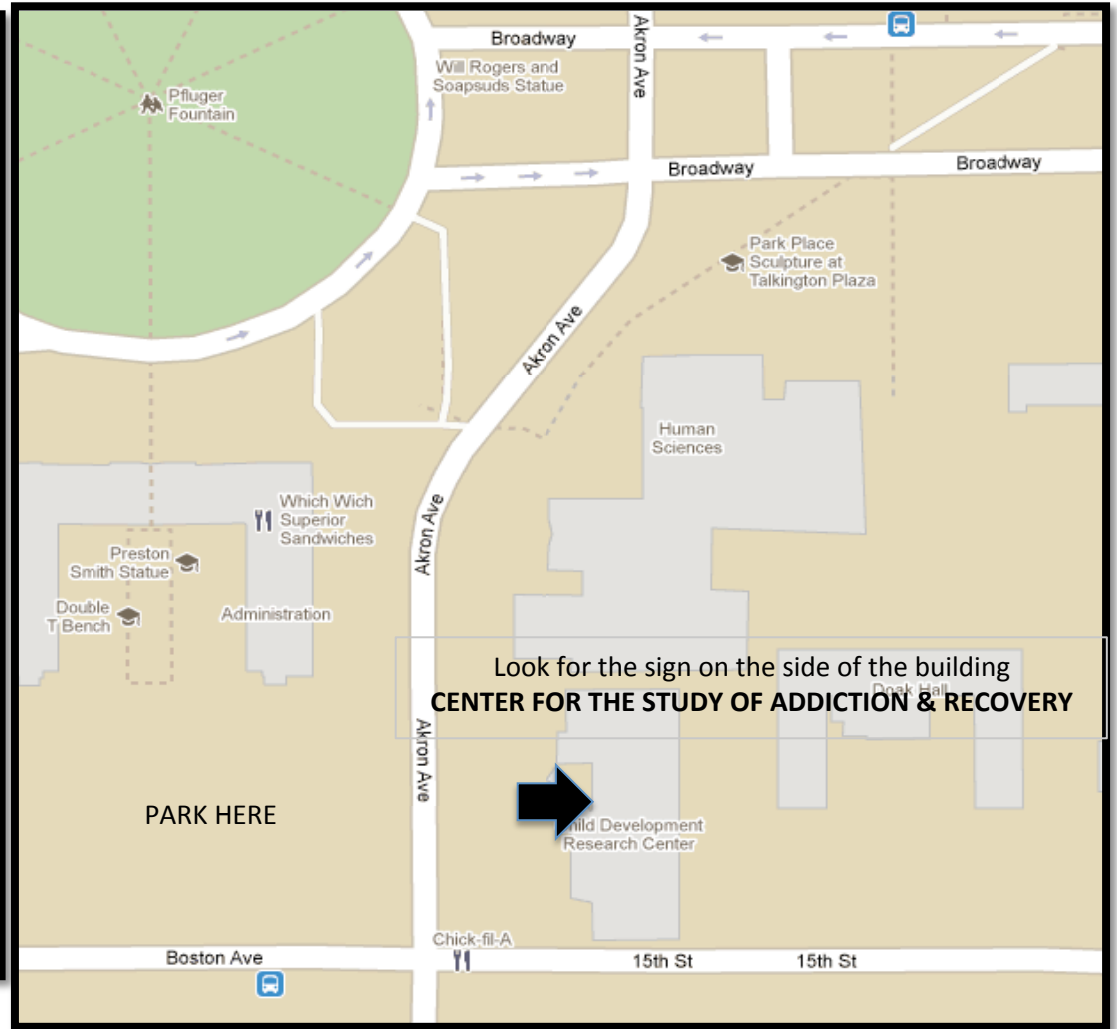 Broadway
Akron Ave
Will Rogers and
Soapsuds Statue
Pfluger
Fountain
Broadway
Broadway
Park Place
Sculpture at
Talkington Plaza
Akron Ave
Human
Sciences
Which Wich
Superior
Sandwiches
Akron Ave
Preston
Smith Statue
Double
T Bench
Administration
Look for the sign on the side of the building
Doak Hall
CENTER FOR THE STUDY OF ADDICTION & RECOVERY
Akron Ave
PARK HERE
hild Development
Research Center
Chick-fil-A
Boston Ave
15th St
15th St